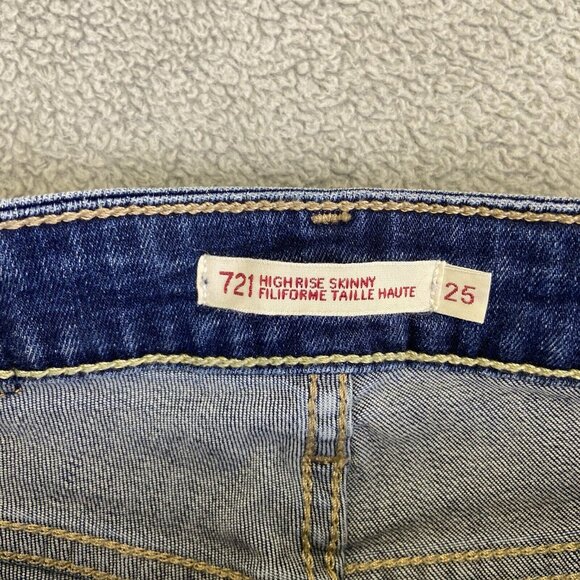 721 HIGH RISE SKINNY
FILIFORME TAILLE HAUTE
25